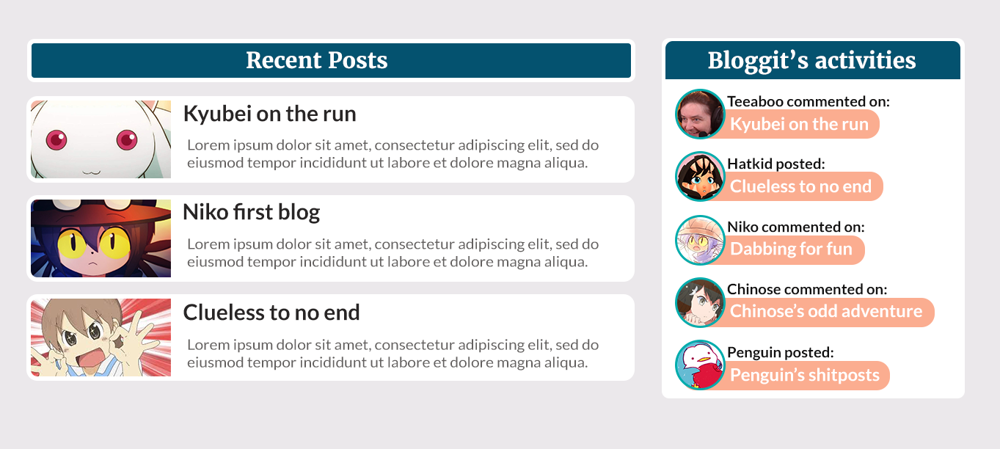 Recent Posts
Kyubei on the run
Lorem ipsum dolor sit amet, consectetur adipiscing elit, sed do
eiusmod tempor incididunt ut labore et dolore magna aliqua.
Niko first blog
Lorem ipsum dolor sit amet, consectetur adipiscing elit, sed do
eiusmod tempor incididunt ut labore et dolore magna aliqua.
Clueless to no end
Lorem ipsum dolor sit amet, consectetur adipiscing elit, sed do
eiusmod tempor incididunt ut labore et dolore magna aliqua.
Bloggit’s activities
Teeaboo commented on:
Kyubei on the run
Hatkid posted:
Clueless to no end
Niko commented on:
Dabbing for fun
Chinose commented on:
Chinose’s odd adventure
Penguin posted:
Penguin’s shitposts